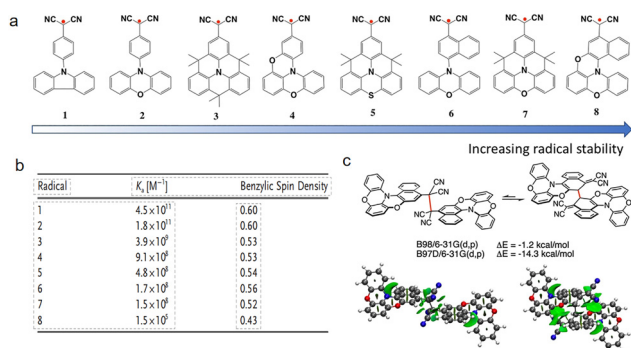 a
NC CN NC CN NC CN NC CN NC CN NC CN NC CN NC CN
O O
N N N N N N N N
O O S O O O
1 2 3 4 5 6 7 8
Increasing radical stability
b
Radical Kₐ [M⁻¹] Benzylic Spin Density
1 4.5×10¹¹ 0.60
2 1.8×10¹¹ 0.60
3 3.9×10⁹ 0.53
4 9.1×10⁸ 0.53
5 4.8×10⁸ 0.54
6 1.7×10⁸ 0.56
7 1.5×10⁸ 0.52
8 1.5×10⁵ 0.43
c
B98/6-31G(d,p) ΔE = -1.2 kcal/mol
B97D/6-31G(d,p) ΔE = -14.3 kcal/mol